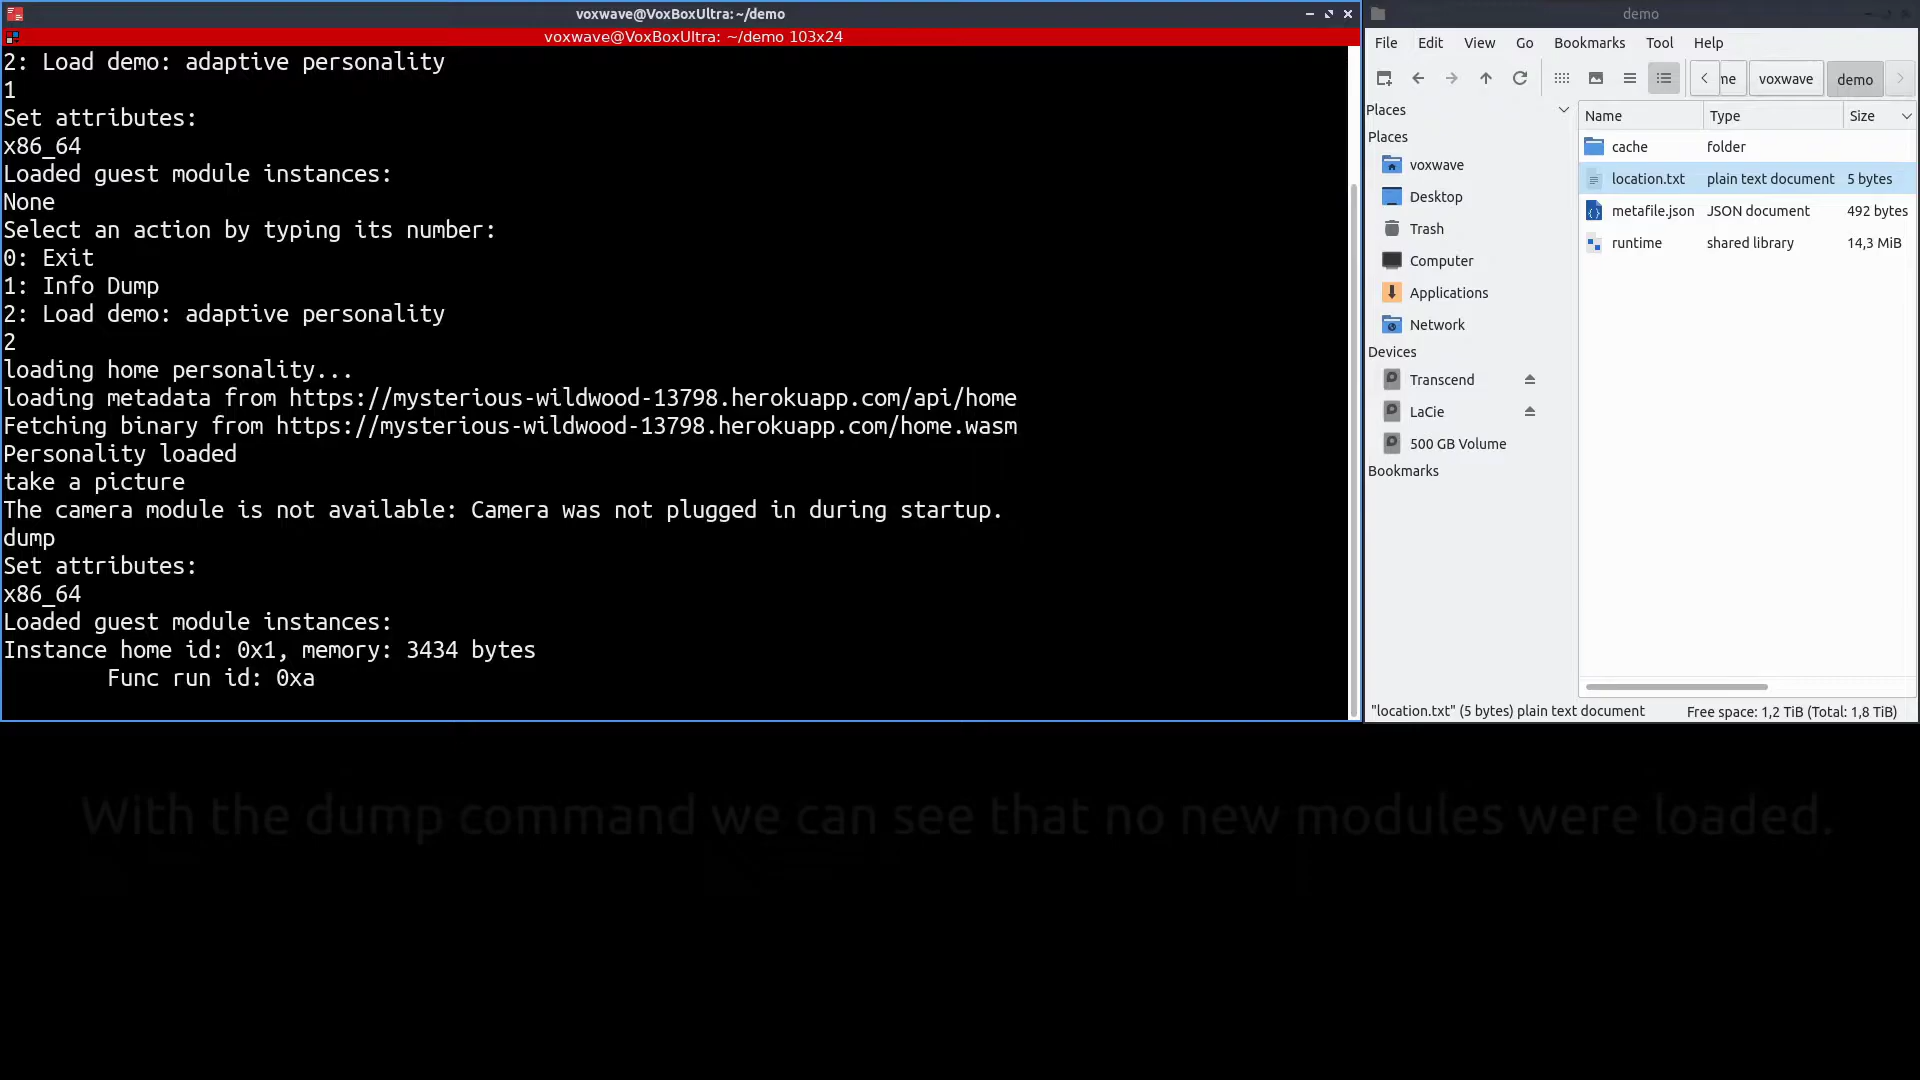 voxwave@VoxBoxUltra: ~/demo
voxwave@VoxBoxUltra: ~/demo 103x24
2: Load demo: adaptive personality
1
Set attributes:
x86_64
Loaded guest module instances:
None
Select an action by typing its number:
0: Exit
1: Info Dump
2: Load demo: adaptive personality
2
loading home personality...
loading metadata from https://mysterious-wildwood-13798.herokuapp.com/api/home
Fetching binary from https://mysterious-wildwood-13798.herokuapp.com/home.wasm
Personality loaded
take a picture
The camera module is not available: Camera was not plugged in during startup.
dump
Set attributes:
x86_64
Loaded guest module instances:
Instance home id: 0x1, memory: 3434 bytes
Func run id: 0xa
demo
File Edit View Go Bookmarks Tool Help
me voxwave demo
Places
Places
voxwave
Desktop
Trash
Computer
Applications
Network
Devices
Transcend
LaCie
500 GB Volume
Bookmarks
Name Type Size
cache folder
location.txt plain text document 5 bytes
metafile.json JSON document 492 bytes
runtime shared library 14,3 MiB
"location.txt" (5 bytes) plain text document Free space: 1,2 TiB (Total: 1,8 TiB)
With the dump command we can see that no new modules were loaded.